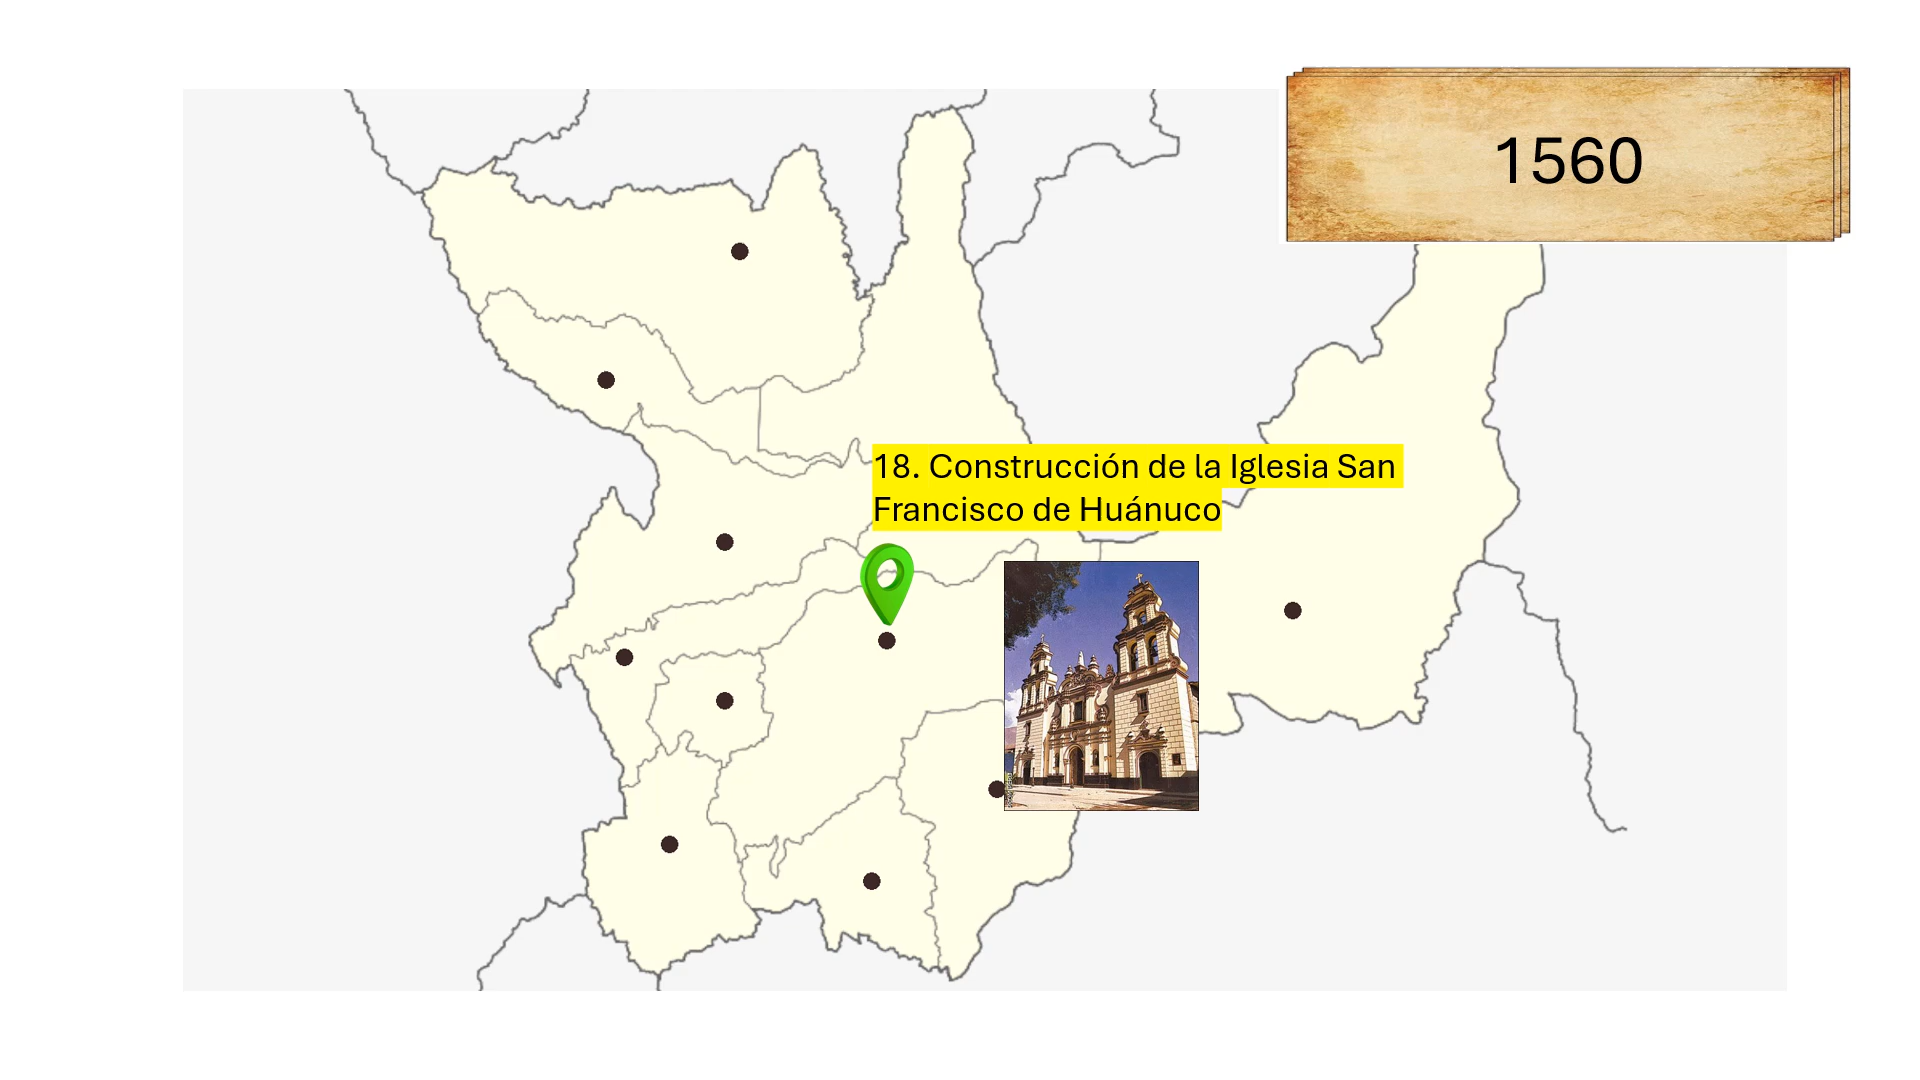 1560
18. Construcción de la Iglesia San
Francisco de Huánuco